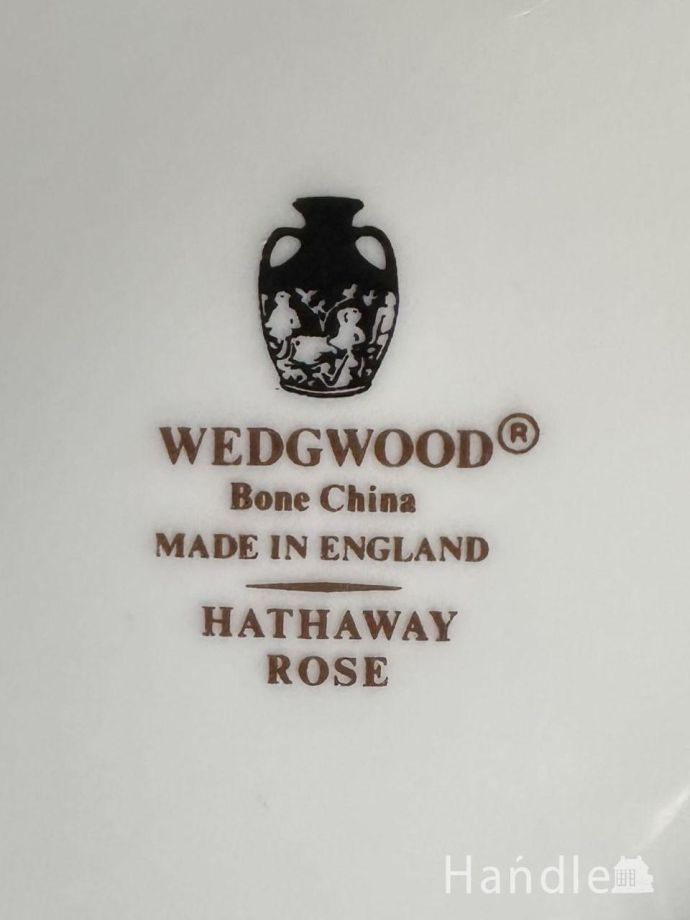 WEDGWOOD®
Bone China
MADE IN ENGLAND
HATHAWAY
ROSE
Handle